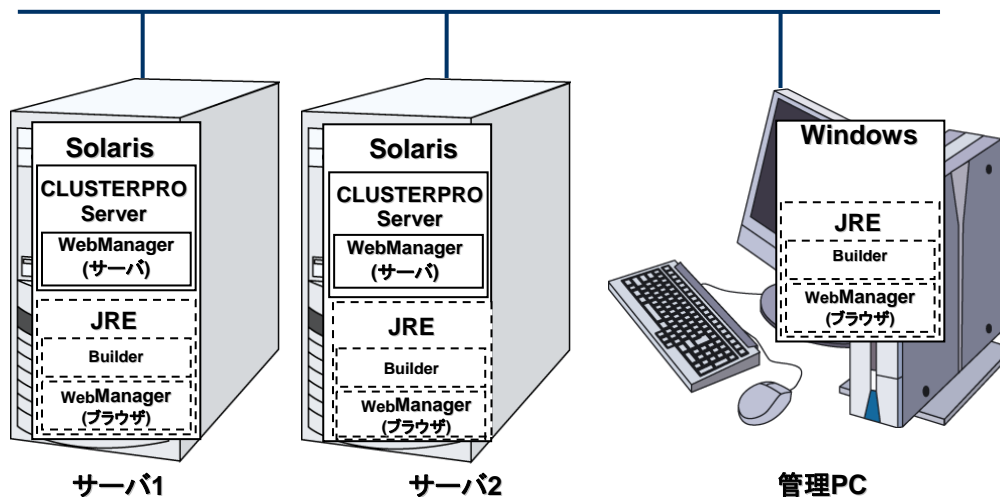 Solaris
CLUSTERPRO
Server
WebManager
(サーバ)
JRE
Builder
WebManager
(ブラウザ)
サーバ1
Solaris
CLUSTERPRO
Server
WebManager
(サーバ)
JRE
Builder
WebManager
(ブラウザ)
サーバ2
Windows
JRE
Builder
WebManager
(ブラウザ)
管理PC